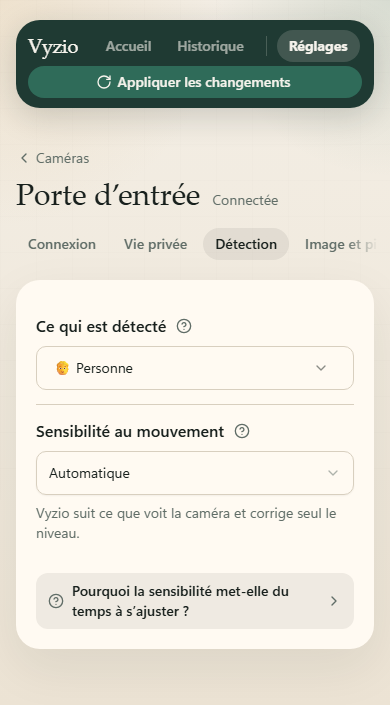 Vyzio Accueil Historique Réglages
Appliquer les changements
Caméras
Porte d’entrée Connectée
Connexion Vie privée Détection Image et
Ce qui est détecté
Personne
Sensibilité au mouvement
Automatique
Vyzio suit ce que voit la caméra et corrige seul le
niveau.
Pourquoi la sensibilité met-elle du
temps à s’ajuster ?